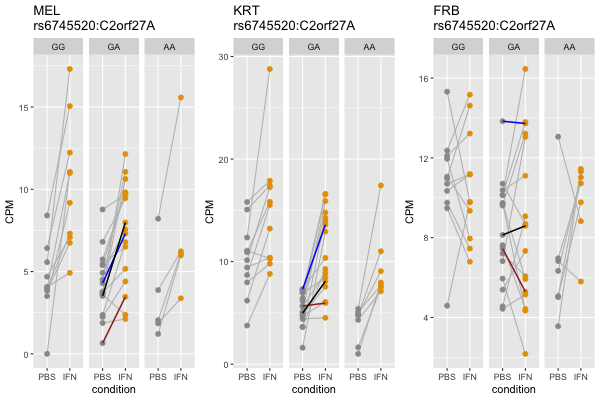 MEL
rs6745520:C2orf27A
GG GA AA
CPM
15
10
5
0
PBS IFN PBS IFN PBS IFN
condition
KRT
rs6745520:C2orf27A
GG GA AA
CPM
30
20
10
0
PBS IFN PBS IFN PBS IFN
condition
FRB
rs6745520:C2orf27A
GG GA AA
CPM
16
12
8
4
PBS IFN PBS IFN PBS IFN
condition